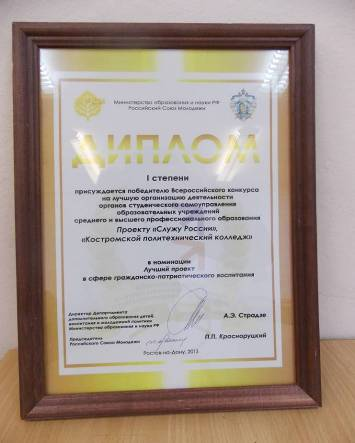 Министерство образования и науки РФ
Российский Союз Молодежи
ДИПЛОМ
I степени
присуждается победителю Всероссийского конкурса
на лучшую организацию деятельности
органов студенческого самоуправления
образовательных учреждений
среднего и высшего профессионального образования
Проекту «Служу России»,
«Костромской политехнический колледж»
в номинации
Лучший проект
в сфере гражданско-патриотического воспитания
Директор Департамента
дополнительного образования детей,
воспитания и молодежной политики
Министерства образования и науки РФ
А.Э. Страдзе
Председатель
Российского Союза Молодежи
П.П. Красноруцкий
Ростов-на-Дону, 2013